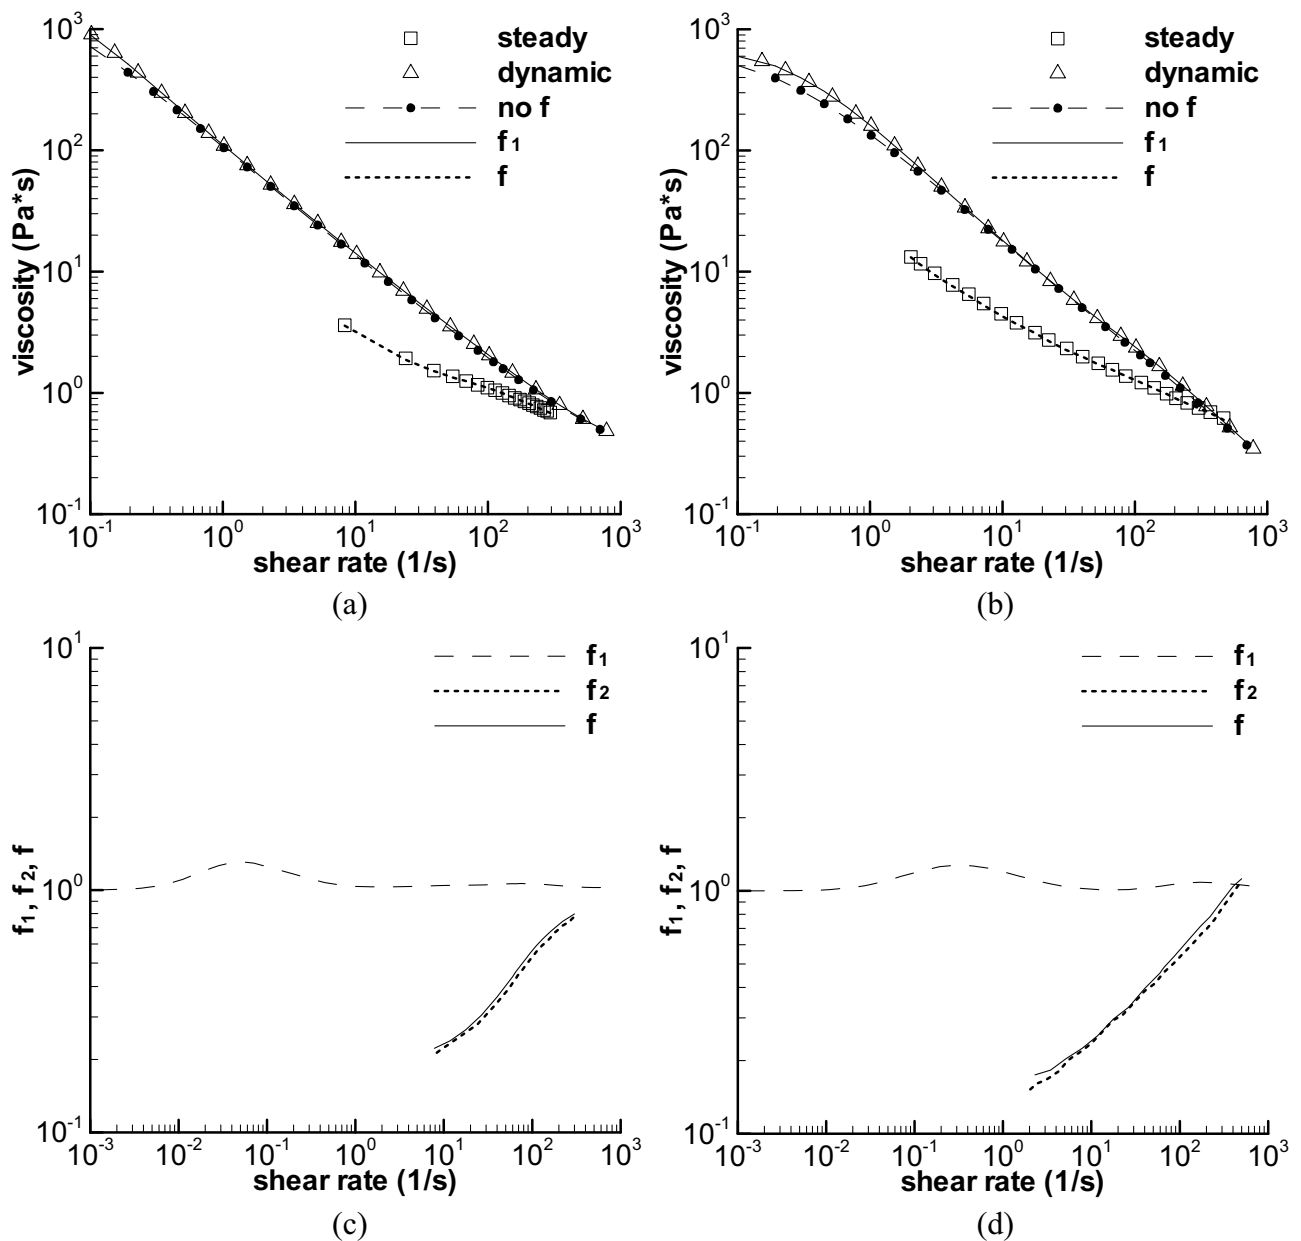 viscosity (Pa*s)
10³
10²
10¹
10⁰
10⁻¹
steady
dynamic
no f
f₁
f
10⁻¹ 10⁰ 10¹ 10² 10³
shear rate (1/s)
(a)
viscosity (Pa*s)
10³
10²
10¹
10⁰
10⁻¹
steady
dynamic
no f
f₁
f
10⁻¹ 10⁰ 10¹ 10² 10³
shear rate (1/s)
(b)
f₁, f₂, f
10¹
10⁰
10⁻¹
f₁
f₂
f
10⁻³ 10⁻² 10⁻¹ 10⁰ 10¹ 10² 10³
shear rate (1/s)
(c)
f₁, f₂, f
10¹
10⁰
10⁻¹
f₁
f₂
f
10⁻³ 10⁻² 10⁻¹ 10⁰ 10¹ 10² 10³
shear rate (1/s)
(d)